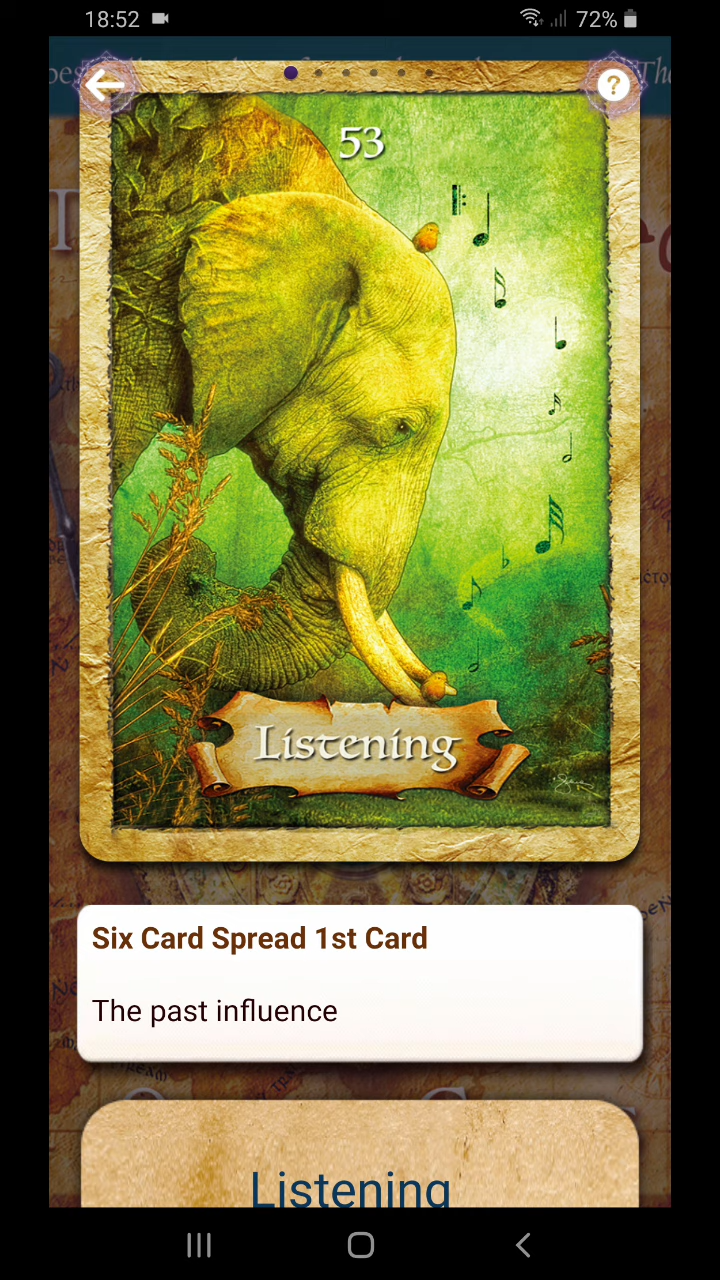 18:52
72%
?
53
Listening
Six Card Spread 1st Card
The past influence
Listening